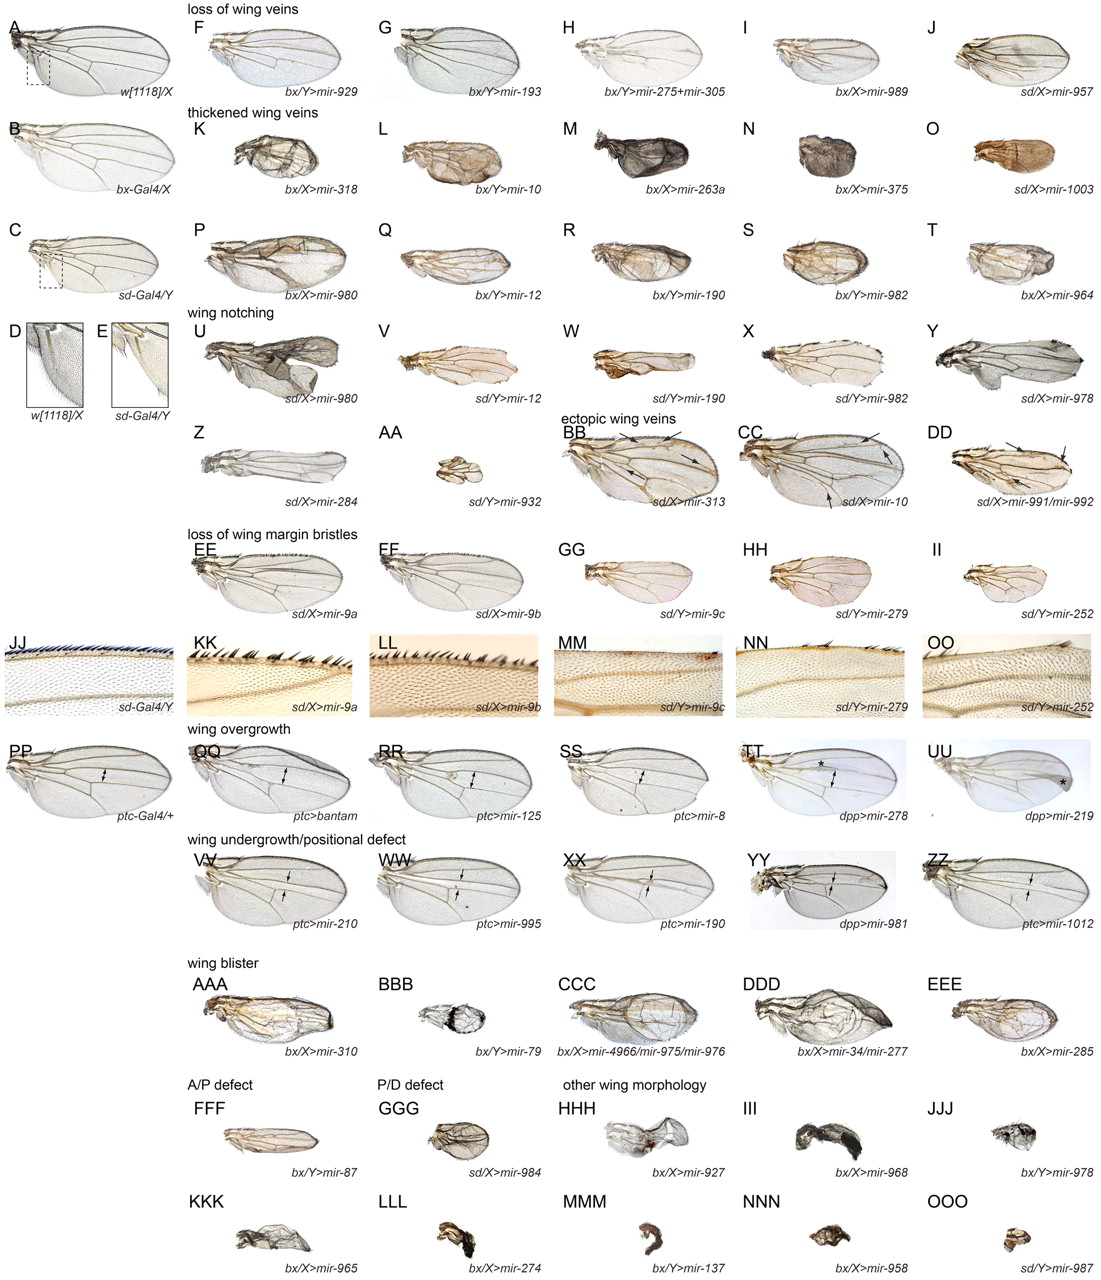 loss of wing veins
A F G H I J
w[1118]/X bx/Y>mir-929 bx/Y>mir-193 bx/Y>mir-275+mir-305 bx/X>mir-989 sd/X>mir-957
thickened wing veins
B K L M N O
bx-Gal4/X bx/X>mir-318 bx/Y>mir-10 bx/X>mir-263a bx/X>mir-375 sd/X>mir-1003
C P Q R S T
sd-Gal4/Y bx/X>mir-980 bx/Y>mir-12 bx/Y>mir-190 bx/Y>mir-982 bx/X>mir-964
wing notching
D E U V W X Y
w[1118]/X sd-Gal4/Y sd/X>mir-980 sd/Y>mir-12 sd/Y>mir-190 sd/Y>mir-982 sd/X>mir-978
ectopic wing veins
Z AA BB CC DD
sd/X>mir-284 sd/Y>mir-932 sd/X>mir-313 sd/X>mir-10 sd/X>mir-991/mir-992
loss of wing margin bristles
EE FF GG HH II
sd/X>mir-9a sd/X>mir-9b sd/Y>mir-9c sd/Y>mir-279 sd/Y>mir-252
JJ KK LL MM NN OO
sd-Gal4/Y sd/X>mir-9a sd/X>mir-9b sd/Y>mir-9c sd/Y>mir-279 sd/Y>mir-252
wing overgrowth
PP QQ RR SS TT UU
* *
ptc-Gal4/+ ptc>bantam ptc>mir-125 ptc>mir-8 dpp>mir-278 dpp>mir-219
wing undergrowth/positional defect
VV WW XX YY ZZ
ptc>mir-210 ptc>mir-995 ptc>mir-190 dpp>mir-981 ptc>mir-1012
wing blister
AAA BBB CCC DDD EEE
bx/X>mir-310 bx/Y>mir-79 bx/X>mir-4966/mir-975/mir-976 bx/X>mir-34/mir-277 bx/X>mir-285
A/P defect P/D defect other wing morphology
FFF GGG HHH III JJJ
bx/Y>mir-87 sd/X>mir-984 bx/X>mir-927 bx/X>mir-968 bx/Y>mir-978
KKK LLL MMM NNN OOO
bx/X>mir-965 bx/X>mir-274 bx/Y>mir-137 bx/X>mir-958 sd/Y>mir-987